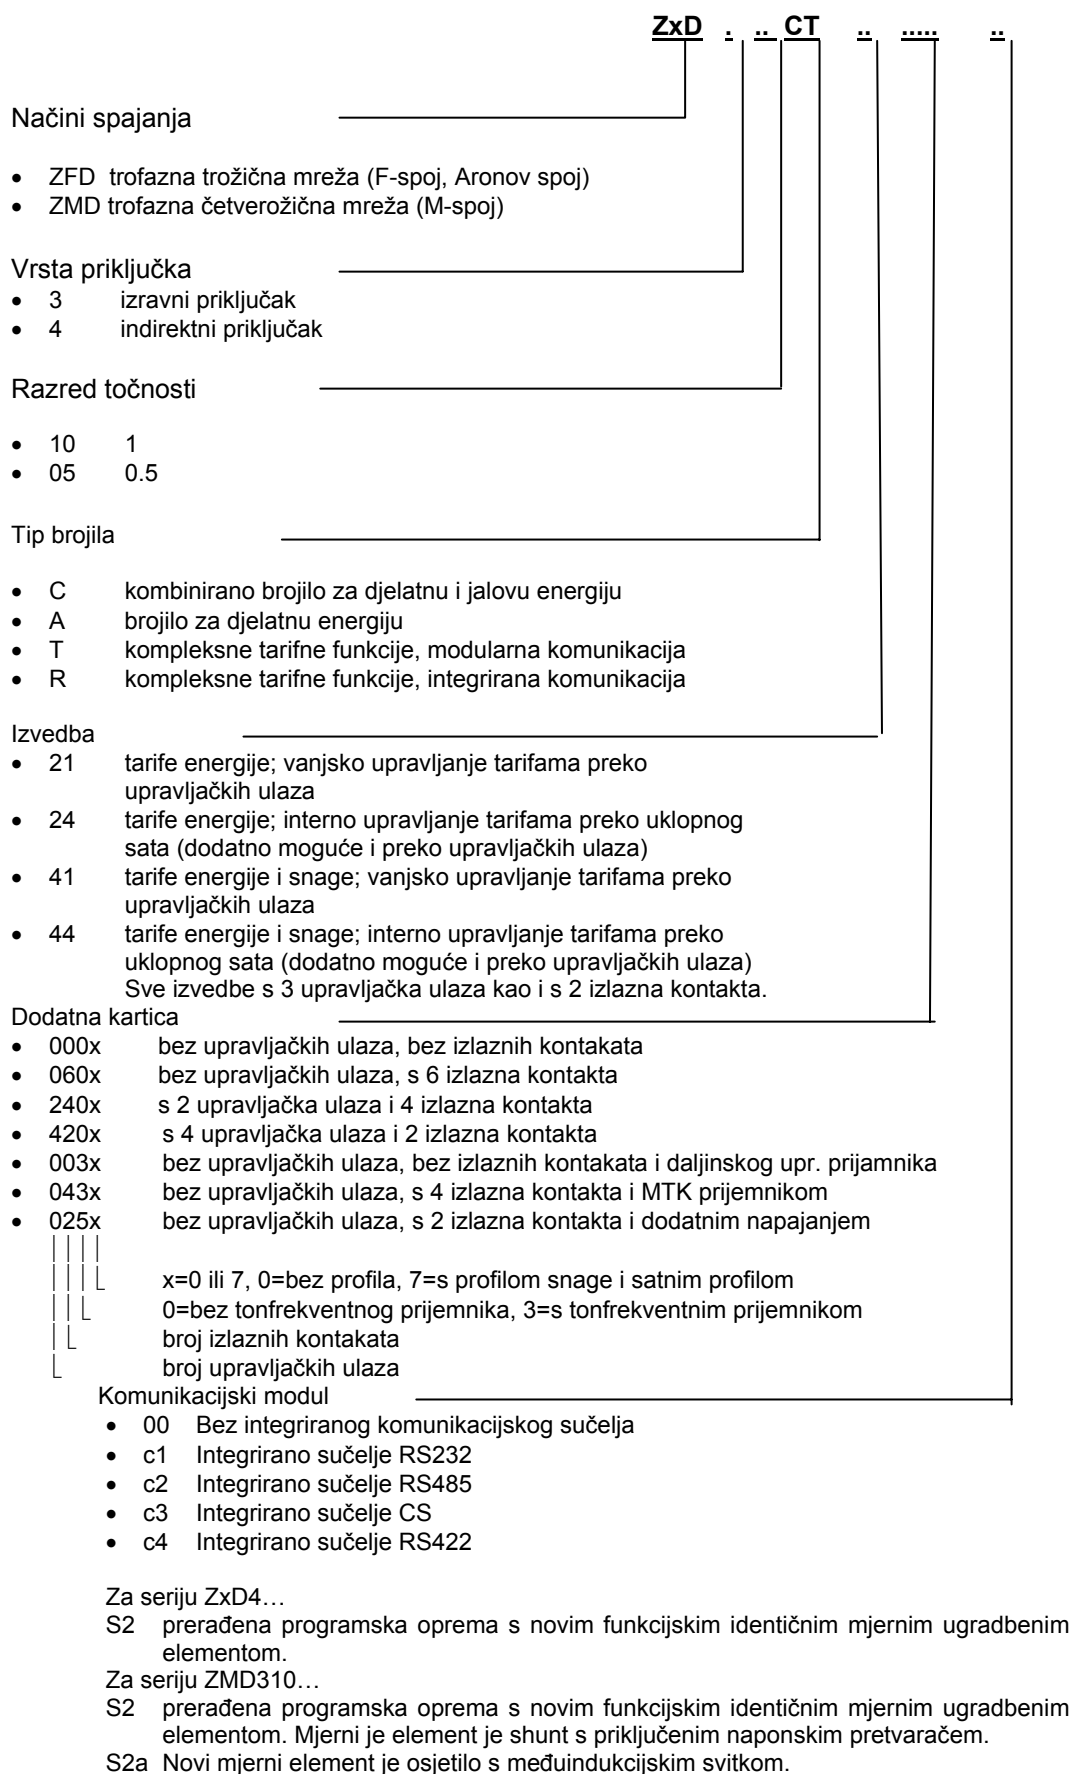 ZxD . .. CT .. ..... ..
Načini spajanja
• ZFD trofazna trožična mreža (F-spoj, Aronov spoj)
• ZMD trofazna četverožična mreža (M-spoj)
Vrsta priključka
• 3 izravni priključak
• 4 indirektni priključak
Razred točnosti
• 10 1
• 05 0.5
Tip brojila
• C kombinirano brojilo za djelatnu i jalovu energiju
• A brojilo za djelatnu energiju
• T kompleksne tarifne funkcije, modularna komunikacija
• R kompleksne tarifne funkcije, integrirana komunikacija
Izvedba
• 21 tarife energije; vanjsko upravljanje tarifama preko
upravljačkih ulaza
• 24 tarife energije; interno upravljanje tarifama preko uklopnog
sata (dodatno moguće i preko upravljačkih ulaza)
• 41 tarife energije i snage; vanjsko upravljanje tarifama preko
upravljačkih ulaza
• 44 tarife energije i snage; interno upravljanje tarifama preko
uklopnog sata (dodatno moguće i preko upravljačkih ulaza)
Sve izvedbe s 3 upravljačka ulaza kao i s 2 izlazna kontakta.
Dodatna kartica
• 000x bez upravljačkih ulaza, bez izlaznih kontakata
• 060x bez upravljačkih ulaza, s 6 izlazna kontakta
• 240x s 2 upravljačka ulaza i 4 izlazna kontakta
• 420x s 4 upravljačka ulaza i 2 izlazna kontakta
• 003x bez upravljačkih ulaza, bez izlaznih kontakata i daljinskog upr. prijamnika
• 043x bez upravljačkih ulaza, s 4 izlazna kontakta i MTK prijemnikom
• 025x bez upravljačkih ulaza, s 2 izlazna kontakta i dodatnim napajanjem
x=0 ili 7, 0=bez profila, 7=s profilom snage i satnim profilom
0=bez tonfrekventnog prijemnika, 3=s tonfrekventnim prijemnikom
broj izlaznih kontakata
broj upravljačkih ulaza
Komunikacijski modul
• 00 Bez integriranog komunikacijskog sučelja
• c1 Integrirano sučelje RS232
• c2 Integrirano sučelje RS485
• c3 Integrirano sučelje CS
• c4 Integrirano sučelje RS422
Za seriju ZxD4…
S2 prerađena programska oprema s novim funkcijskim identičnim mjernim ugradbenim
elementom.
Za seriju ZMD310…
S2 prerađena programska oprema s novim funkcijskim identičnim mjernim ugradbenim
elementom. Mjerni je element je shunt s priključenim naponskim pretvaračem.
S2a Novi mjerni element je osjetilo s međuindukcijskim svitkom.